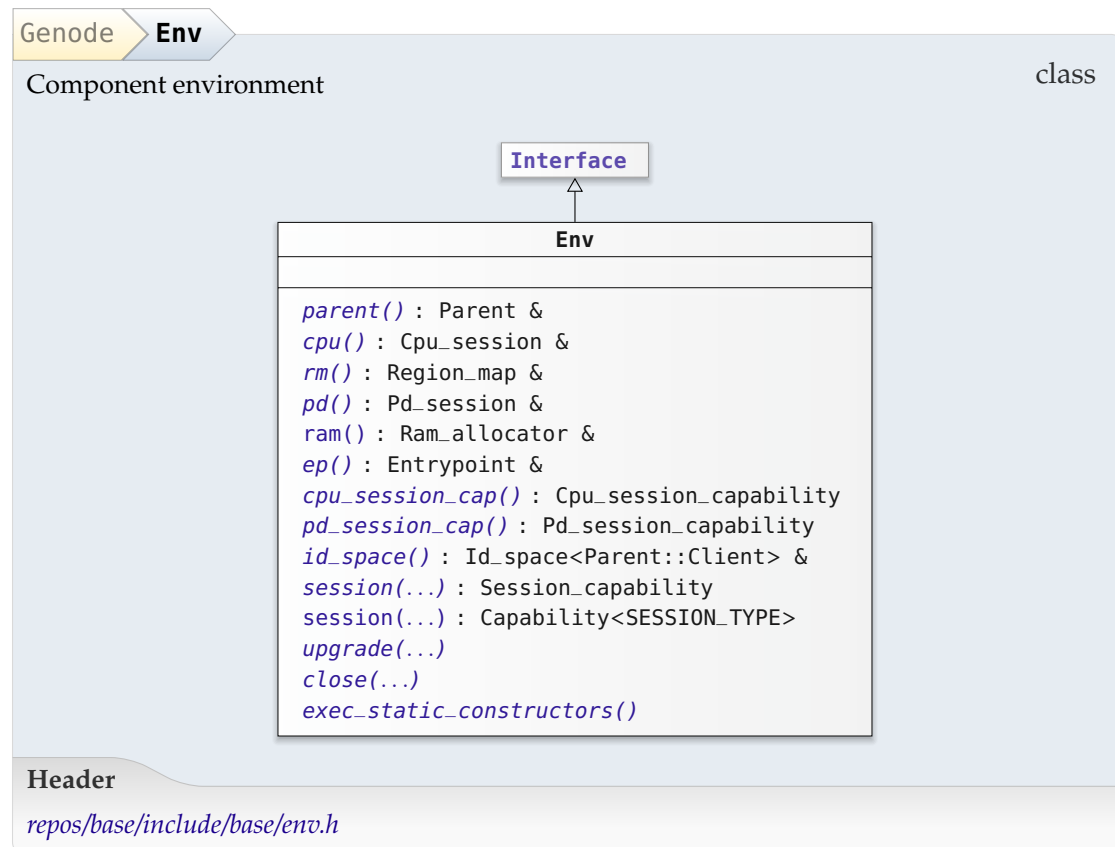 Genode Env
Component environment
class
Interface
Env
parent() : Parent &
cpu() : Cpu_session &
rm() : Region_map &
pd() : Pd_session &
ram() : Ram_allocator &
ep() : Entrypoint &
cpu_session_cap() : Cpu_session_capability
pd_session_cap() : Pd_session_capability
id_space() : Id_space<Parent::Client> &
session(...) : Session_capability
session(...) : Capability<SESSION_TYPE>
upgrade(...)
close(...)
exec_static_constructors()
Header
repos/base/include/base/env.h